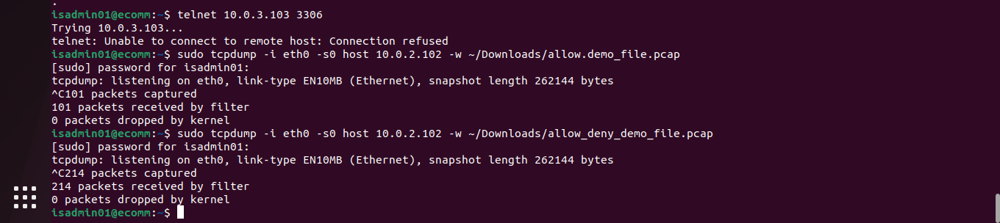 .
isadmin01@ecomm:~$ telnet 10.0.3.103 3306
Trying 10.0.3.103...
telnet: Unable to connect to remote host: Connection refused
isadmin01@ecomm:~$ sudo tcpdump -i eth0 -s0 host 10.0.2.102 -w ~/Downloads/allow.demo_file.pcap
[sudo] password for isadmin01:
tcpdump: listening on eth0, link-type EN10MB (Ethernet), snapshot length 262144 bytes
^C101 packets captured
101 packets received by filter
0 packets dropped by kernel
isadmin01@ecomm:~$ sudo tcpdump -i eth0 -s0 host 10.0.2.102 -w ~/Downloads/allow_deny_demo_file.pcap
[sudo] password for isadmin01:
tcpdump: listening on eth0, link-type EN10MB (Ethernet), snapshot length 262144 bytes
^C214 packets captured
214 packets received by filter
0 packets dropped by kernel
isadmin01@ecomm:~$